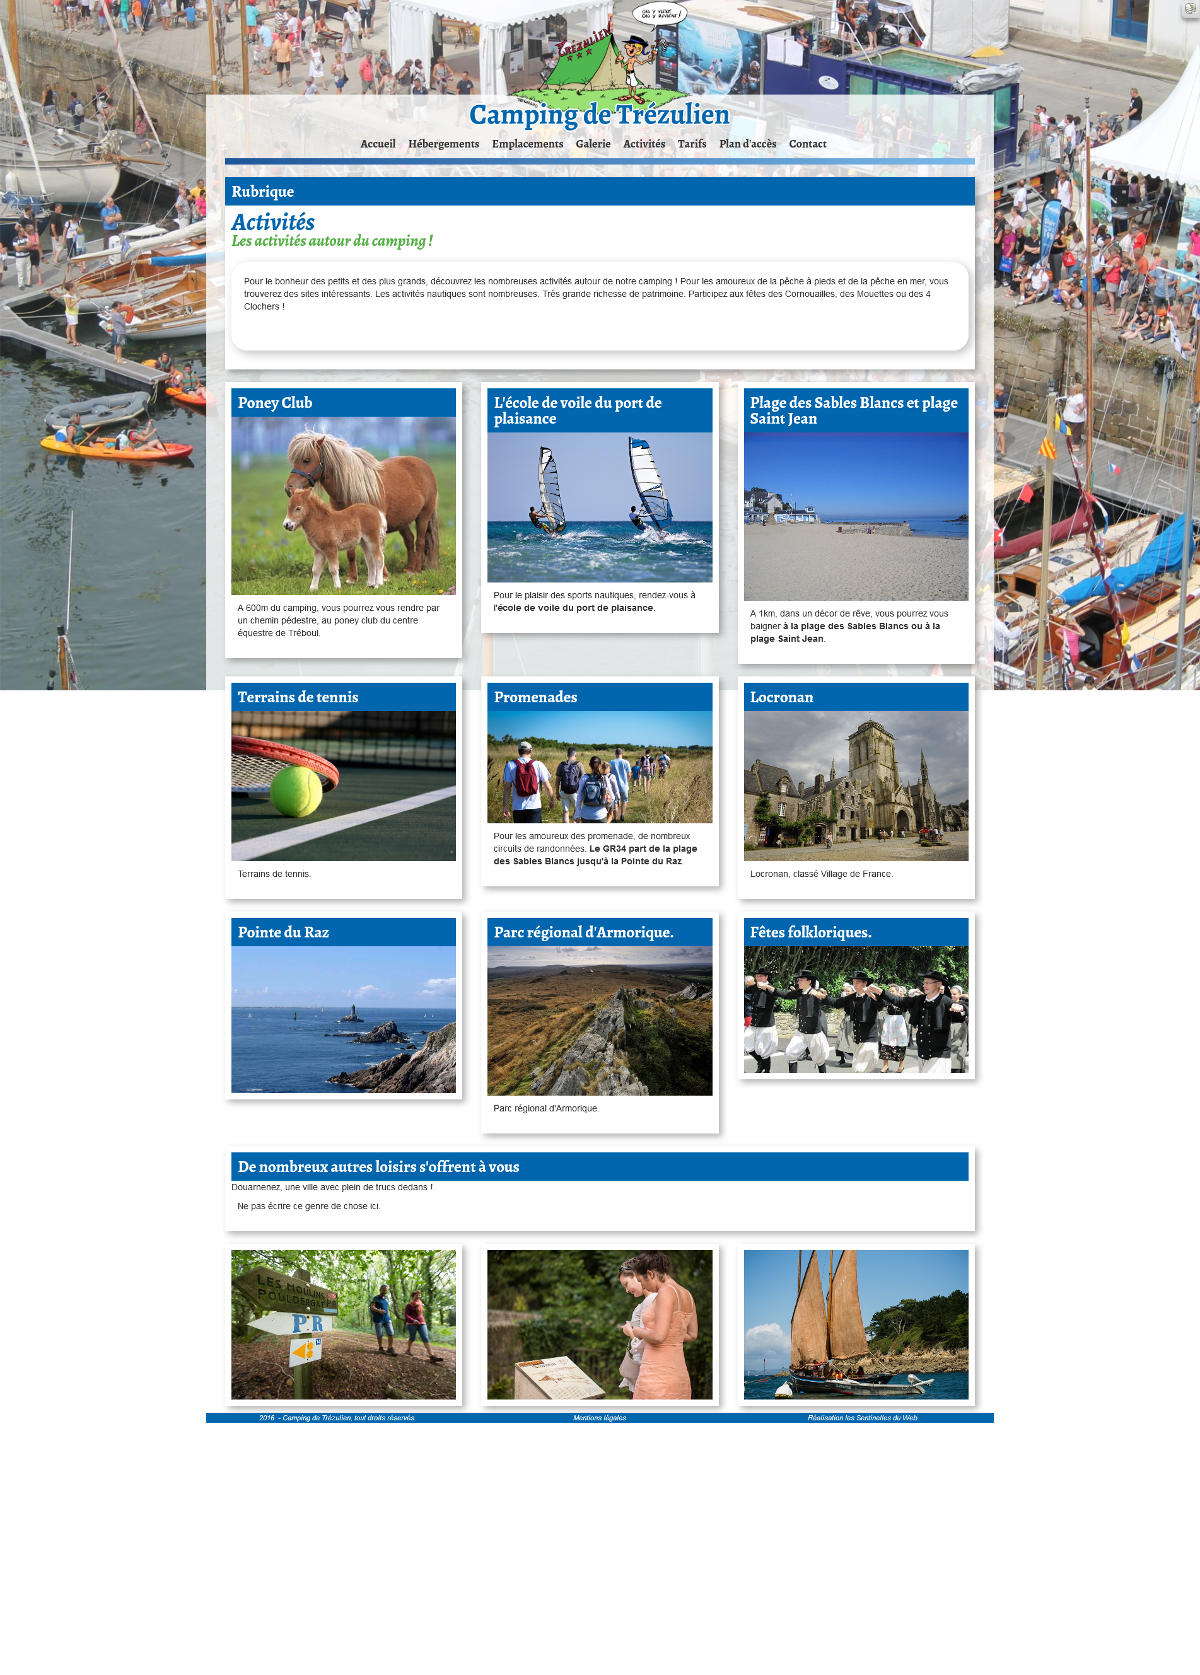 On y vient
On y revient !
TRÉZULIEN
Camping de Trézulien
Accueil Hébergements Emplacements Galerie Activités Tarifs Plan d'accès Contact
Rubrique
Activités
Les activités autour du camping !
Pour le bonheur des petits et des plus grands, découvrez les nombreuses activités autour de notre camping ! Pour les amoureux de la pêche à pieds et de la pêche en mer, vous
trouverez des sites intéressants. Les activités nautiques sont nombreuses. Très grande richesse de patrimoine. Participez aux fêtes des Cornouailles, des Mouettes ou des 4
Clochers !
Poney Club
A 600m du camping, vous pourrez vous rendre par
un chemin pédestre, au poney club du centre
équestre de Tréboul.
L'école de voile du port de
plaisance
Pour le plaisir des sports nautiques, rendez-vous à
l'école de voile du port de plaisance.
Plage des Sables Blancs et plage
Saint Jean
A 1km, dans un décor de rêve, vous pourrez vous
baigner à la plage des Sables Blancs ou à la
plage Saint Jean.
Terrains de tennis
Terrains de tennis.
Promenades
Pour les amoureux des promenade, de nombreux
circuits de randonnées. Le GR34 part de la plage
des Sables Blancs jusqu'à la Pointe du Raz.
Locronan
Locronan, classé Village de France.
Pointe du Raz
Parc régional d'Armorique.
Parc régional d'Armorique.
Fêtes folkloriques.
De nombreux autres loisirs s'offrent à vous
Douarnenez, une ville avec plein de trucs dedans !
Ne pas écrire ce genre de chose ici.
LES MOULINS
POULDERGAT
PR
2016 - Camping de Trézulien, tout droits réservés
Mentions légales
Réalisation les Sentinelles du Web